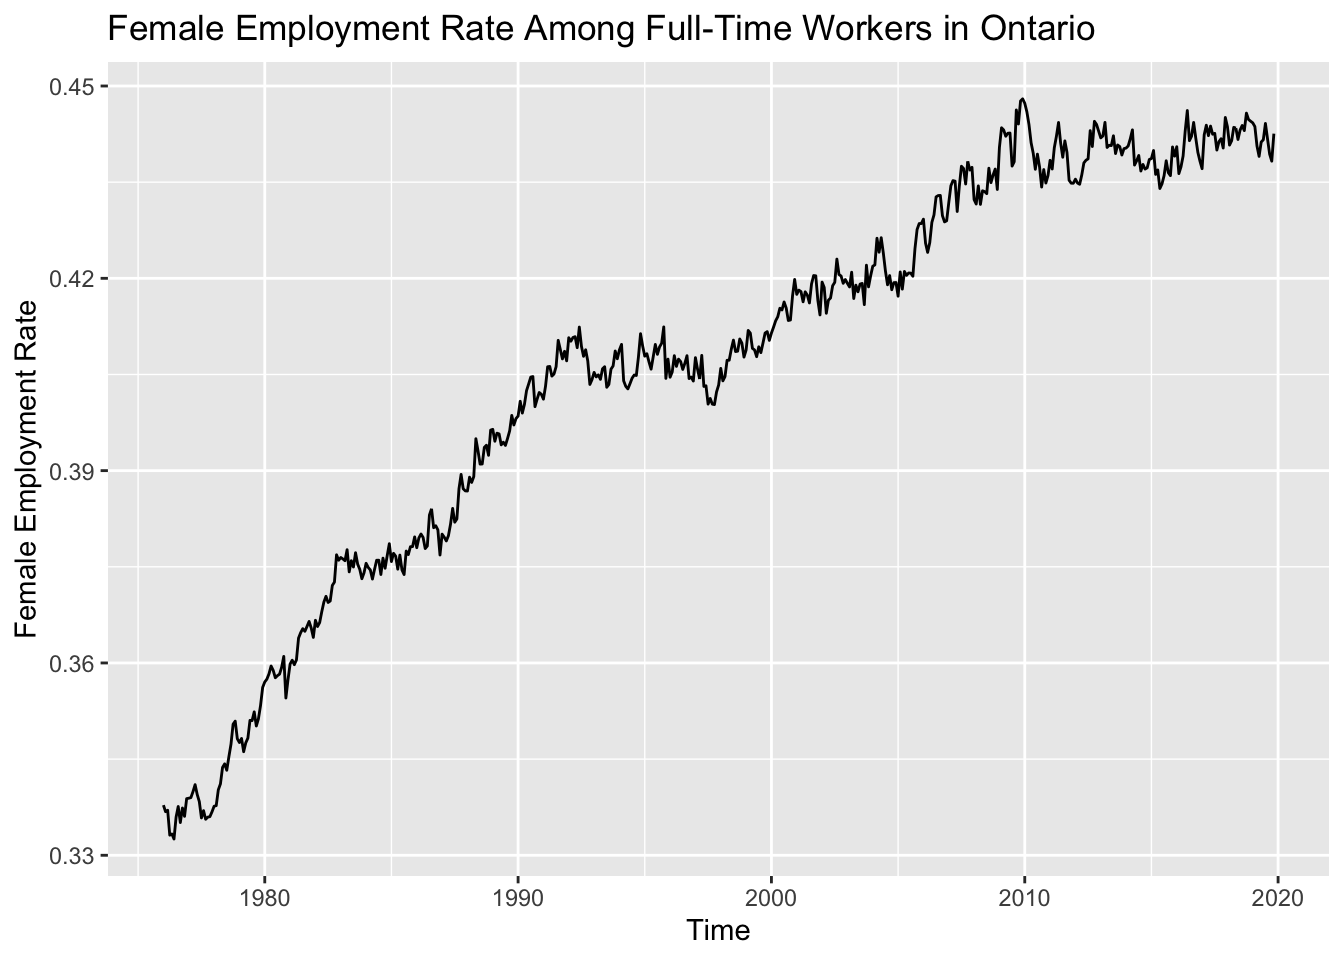 Female Employment Rate Among Full-Time Workers in Ontario
Female Employment Rate
0.45
0.42
0.39
0.36
0.33
1980 1990 2000 2010 2020
Time